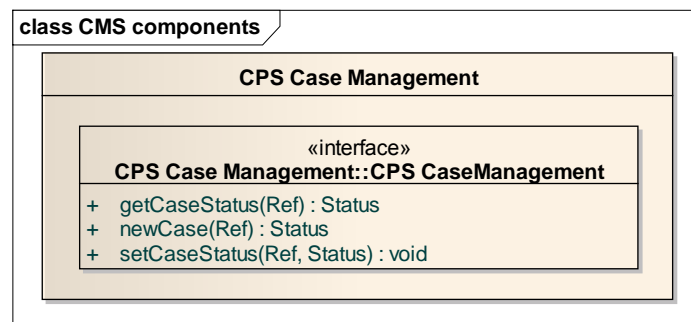 class CMS components
CPS Case Management
«interface»
CPS Case Management::CPS CaseManagement
+ getCaseStatus(Ref) : Status
+ newCase(Ref) : Status
+ setCaseStatus(Ref, Status) : void